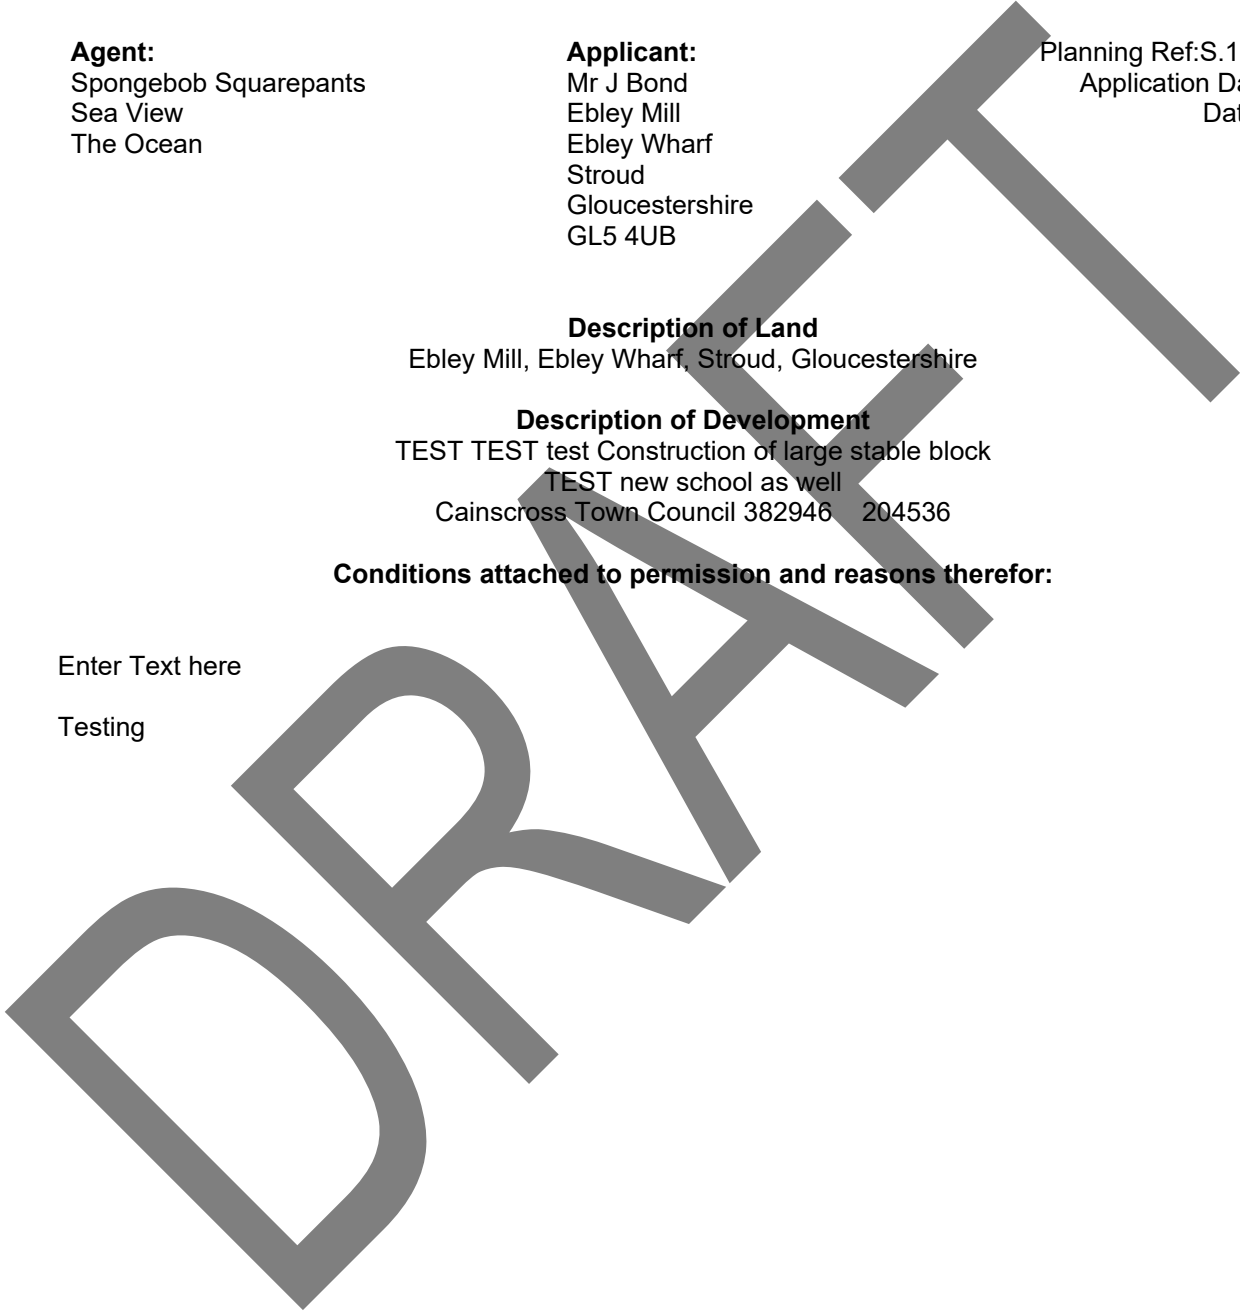 Agent:
Spongebob Squarepants
Sea View
The Ocean
Applicant:
Mr J Bond
Ebley Mill
Ebley Wharf
Stroud
Gloucestershire
GL5 4UB
Planning Ref:S.1
Application Da
Dat
Description of Land
Ebley Mill, Ebley Wharf, Stroud, Gloucestershire
Description of Development
TEST TEST test Construction of large stable block
TEST new school as well
Cainscross Town Council 382946 204536
Conditions attached to permission and reasons therefor:
Enter Text here
Testing
DRAFT